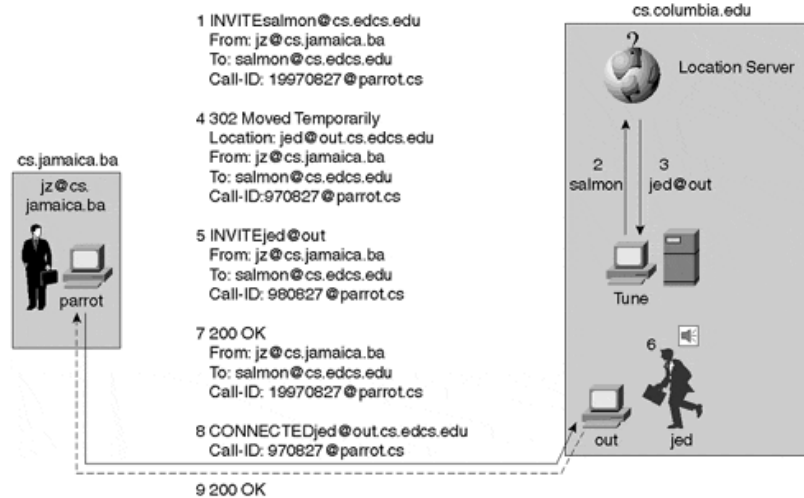 cs.columbia.edu
1 INVITEsalmon@cs.edcs.edu
From: jz@cs.jamaica.ba
To: salmon@cs.edcs.edu
Call-ID: 19970827@parrot.cs
?
Location Server
4 302 Moved Temporarily
Location: jed@out.cs.edcs.edu
From: jz@cs.jamaica.ba
To: salmon@cs.edcs.edu
Call-ID:970827@parrot.cs
cs.jamaica.ba
jz@cs.
jamaica.ba
parrot
2
salmon
3
jed@out
5 INVITEjed@out
From: jz@cs.jamaica.ba
To: salmon@cs.edcs.edu
Call-ID: 980827@parrot.cs
Tune
7 200 OK
From: jz@cs.jamaica.ba
To: salmon@cs.edcs.edu
Call-ID: 19970827@parrot.cs
6
out
jed
8 CONNECTEDjed@out.cs.edcs.edu
Call-ID: 970827@parrot.cs
9 200 OK